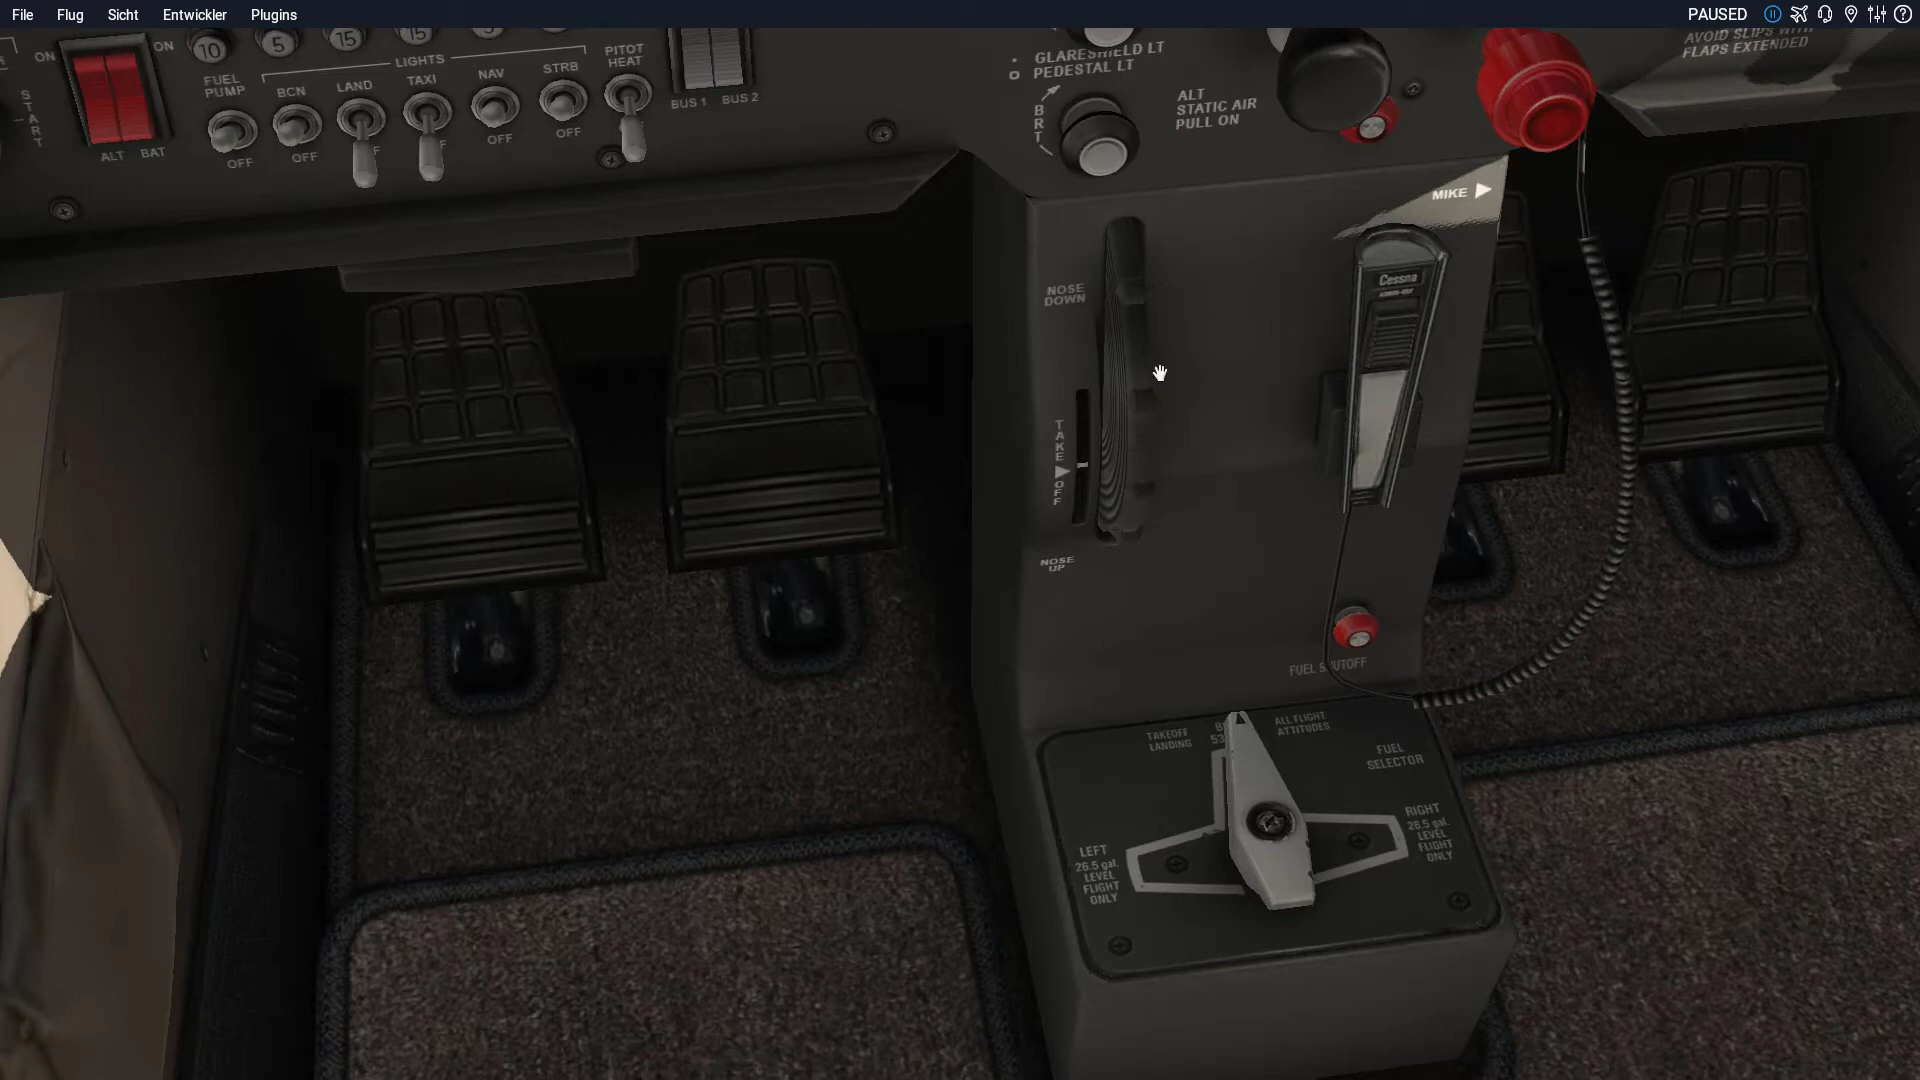 File Flug Sicht Entwickler Plugins
PAUSED
ON
ON
10
5
15
15
START
ALT BAT
FUEL
PUMP
OFF
LIGHTS
BCN
OFF
LAND
TAXI
NAV
OFF
STRB
OFF
PITOT
HEAT
BUS 1 BUS 2
GLARESHIELD LT
PEDESTAL LT
BRT
ALT
STATIC AIR
PULL ON
AVOID SLIPS WITH
FLAPS EXTENDED
MIKE
Cessna
NOSE
DOWN
TAKE
OFF
NOSE
UP
FUEL SHUTOFF
TAKEOFF
LANDING
ALL FLIGHT
ATTITUDES
FUEL
SELECTOR
LEFT
26.5 gal.
LEVEL
FLIGHT
ONLY
RIGHT
26.5 gal.
LEVEL
FLIGHT
ONLY